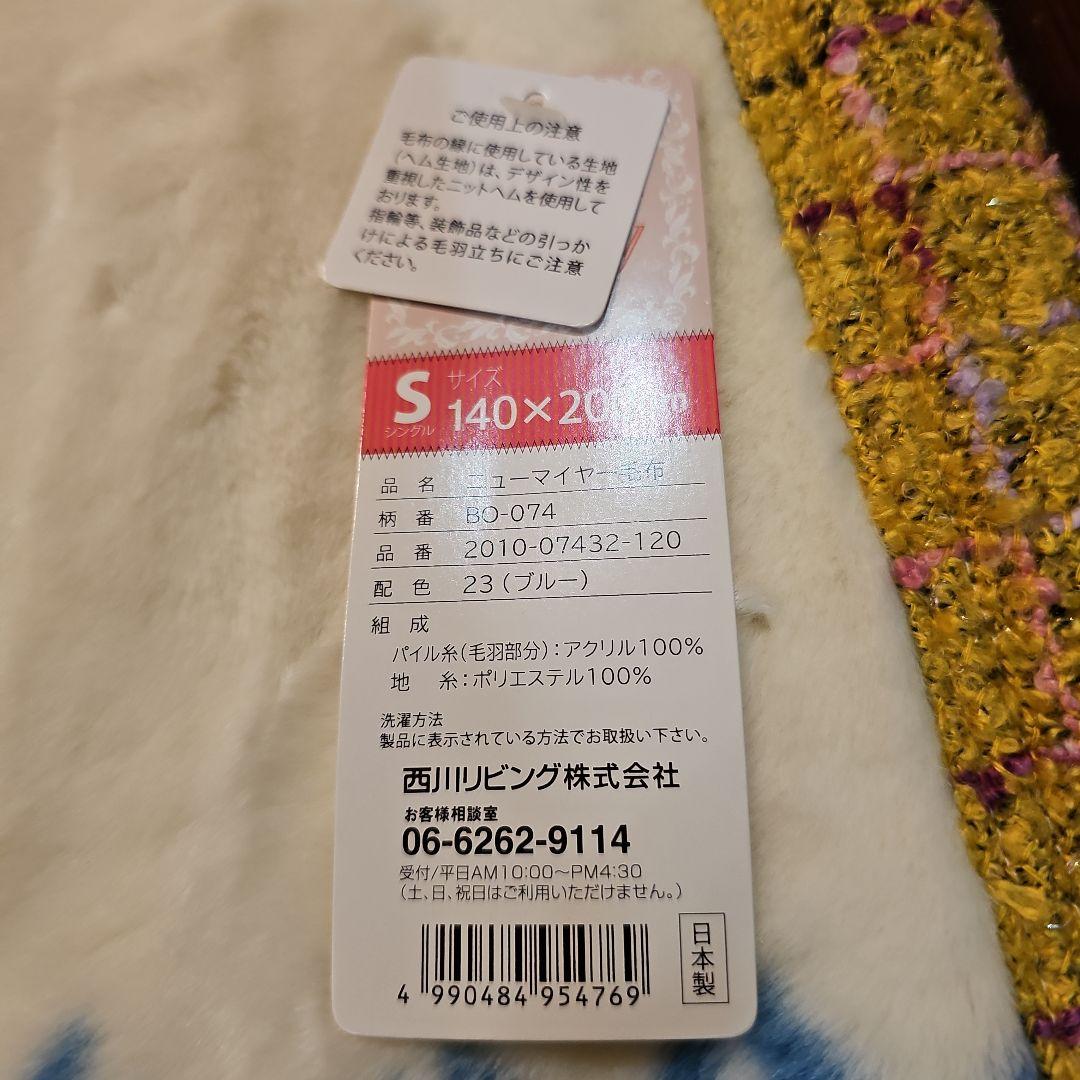 ご使用上の注意
毛布の縁に使用している生地
（ヘム生地）は、デザイン性を
重視したニットヘムを使用して
おります。
指輪等、装飾品などの引っか
けによる毛羽立ちにご注意
ください。
S サイズ
シングル 140×20
品 名 ニューマイヤー毛布
柄 番 BO-074
品 番 2010-07432-120
配 色 23（ブルー）
組 成
パイル糸（毛羽部分）：アクリル100%
地 糸：ポリエステル100%
洗濯方法
製品に表示されている方法でお取扱い下さい。
西川リビング株式会社
お客様相談室
06-6262-9114
受付/平日AM10:00～PM4:30
（土、日、祝日はご利用いただけません。）
日本製
4 990484 954769